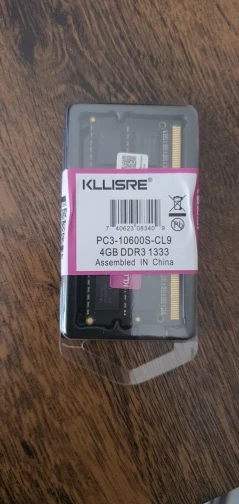 KLLISRE®
7 40623 08340 9
PC3-10600S-CL9
4GB DDR3 1333
Assembled IN China